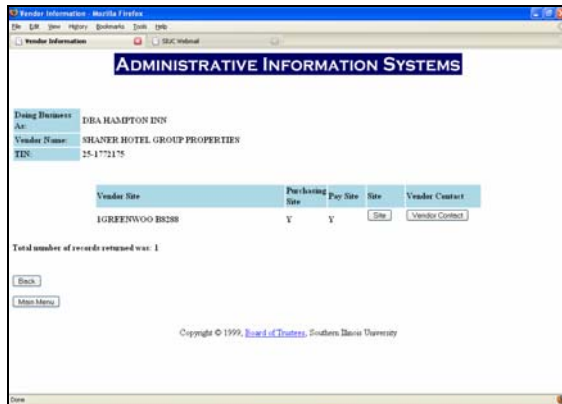 Vendor Information - Mozilla Firefox
File Edit View History Bookmarks Tools Help
Vendor Information SIUC Webmail
ADMINISTRATIVE INFORMATION SYSTEMS
Doing Business As: DBA HAMPTON INN
Vendor Name: SHANER HOTEL GROUP PROPERTIES
TIN: 25-1772175
Vendor Site Purchasing Site Pay Site Site Vendor Contact
1GREENWOO B8288 Y Y Site Vendor Contact
Total number of records returned was: 1
Back
Main Menu
Copyright © 1999, Board of Trustees, Southern Illinois University
Done